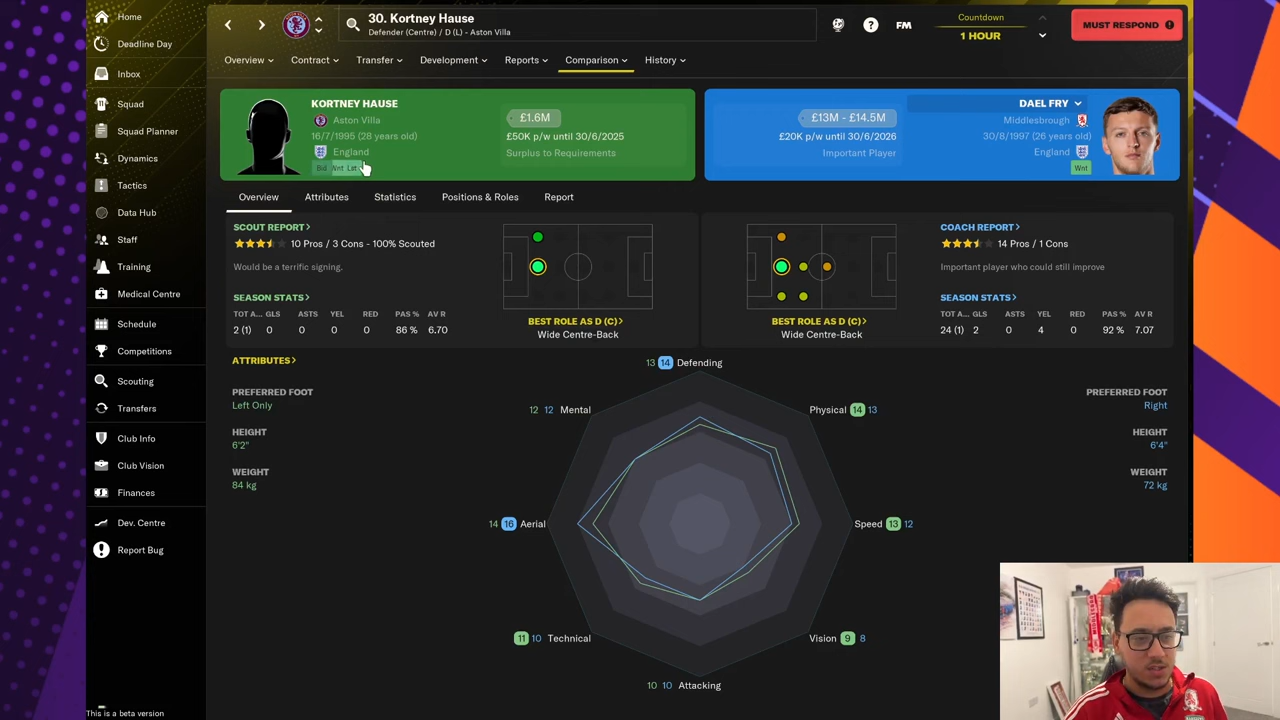 Home
Deadline Day
Inbox
Squad
Squad Planner
Dynamics
Tactics
Data Hub
Staff
Training
Medical Centre
Schedule
Competitions
Scouting
Transfers
Club Info
Club Vision
Finances
Dev. Centre
Report Bug
This is a beta version
30. Kortney Hause
Defender (Centre) / D (L) - Aston Villa
?
FM
Countdown
1 HOUR
MUST RESPOND
Overview
Contract
Transfer
Development
Reports
Comparison
History
KORTNEY HAUSE
Aston Villa
16/7/1995 (28 years old)
England
Bid Wnt Lat
£1.6M
£50K p/w until 30/6/2025
Surplus to Requirements
DAEL FRY
Middlesbrough
30/8/1997 (26 years old)
England
Wnt
£13M - £14.5M
£20K p/w until 30/6/2026
Important Player
Overview
Attributes
Statistics
Positions & Roles
Report
SCOUT REPORT
10 Pros / 3 Cons - 100% Scouted
Would be a terrific signing.
SEASON STATS
TOT A... GLS ASTS YEL RED PAS % AV R
2 (1) 0 0 0 0 86 % 6.70
BEST ROLE AS D (C)
Wide Centre-Back
BEST ROLE AS D (C)
Wide Centre-Back
COACH REPORT
14 Pros / 1 Cons
Important player who could still improve
SEASON STATS
TOT A... GLS ASTS YEL RED PAS % AV R
24 (1) 2 0 4 0 92 % 7.07
ATTRIBUTES
PREFERRED FOOT
Left Only
HEIGHT
6'2"
WEIGHT
84 kg
13 14 Defending
12 12 Mental
Physical 14 13
14 16 Aerial
Speed 13 12
11 10 Technical
Vision 9 8
10 10 Attacking
PREFERRED FOOT
Right
HEIGHT
6'4"
WEIGHT
72 kg